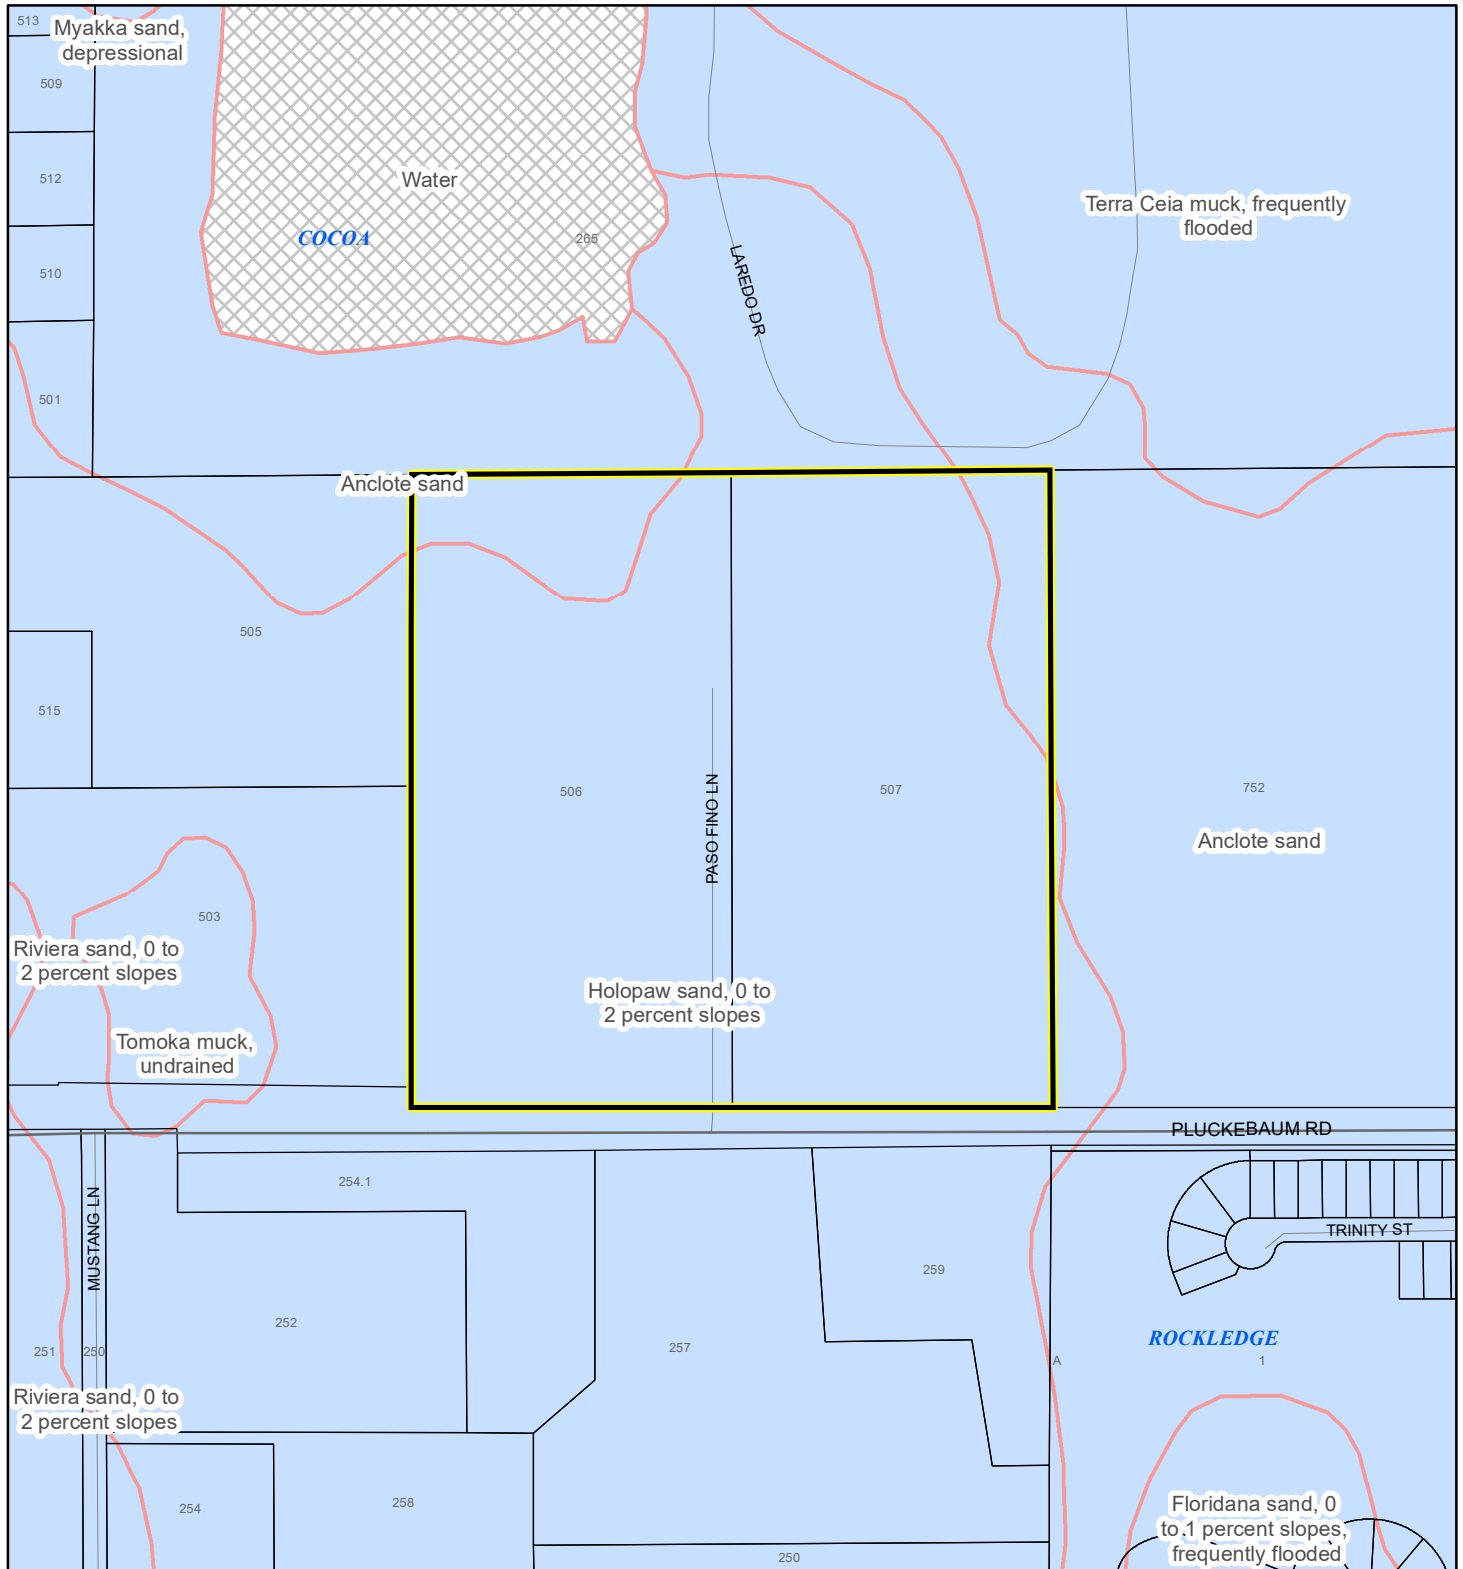 513
Myakka sand,
depressional
509
512
Water
Terra Ceia muck, frequently
flooded
COCOA
265
510
LAREDO DR
501
Anclote sand
505
515
506
507
752
PASO FINO LN
Anclote sand
503
Riviera sand, 0 to
2 percent slopes
Holopaw sand, 0 to
2 percent slopes
Tomoka muck,
undrained
PLUCKEBAUM RD
254.1
MUSTANG LN
TRINITY ST
259
252
257
ROCKLEDGE
251
250
A
1
Riviera sand, 0 to
2 percent slopes
254
258
Floridana sand, 0
to 1 percent slopes,
frequently flooded
250